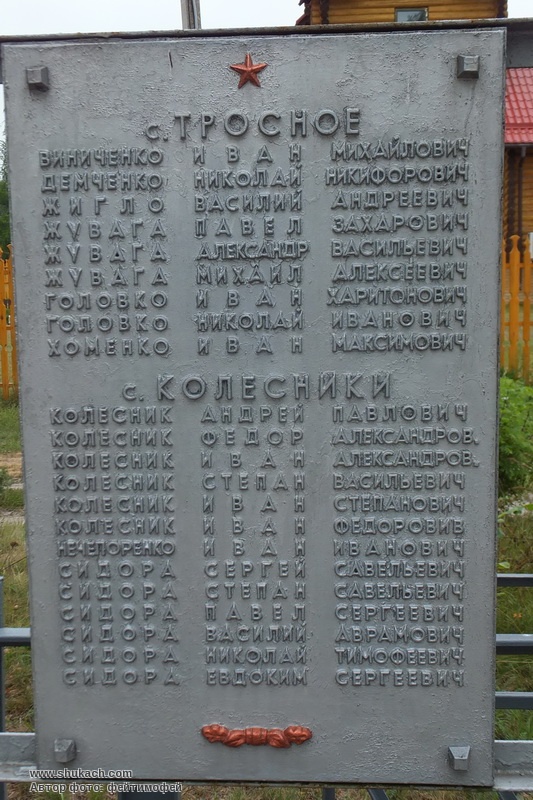 с. ТРОСНОЕ
ВИНИЧЕНКО ИВАН МИХАЙЛОВИЧ
ДЕМЧЕНКО НИКОЛАЙ НИКИФОРОВИЧ
ЖИГЛО ВАСИЛИЙ АНДРЕЕВИЧ
ЖУВАГА ПАВЕЛ ЗАХАРОВИЧ
ЖУВАГА АЛЕКСАНДР ВАСИЛЬЕВИЧ
ЖУВАГА МИХАИЛ АЛЕКСЕЕВИЧ
ГОЛОВКО ИВАН ХАРИТОНОВИЧ
ГОЛОВКО НИКОЛАЙ ИВАНОВИЧ
ХОМЕНКО ИВАН МАКСИМОВИЧ
с. КОЛЕСНИКИ
КОЛЕСНИК АНДРЕЙ ПАВЛОВИЧ
КОЛЕСНИК ФЕДОР АЛЕКСАНДРОВ.
КОЛЕСНИК ИВАН АЛЕКСАНДРОВ.
КОЛЕСНИК СТЕПАН ВАСИЛЬЕВИЧ
КОЛЕСНИК ИВАН СТЕПАНОВИЧ
КОЛЕСНИК ИВАН ФЕДОРОВИВ
НЕЧЕПОРЕНКО ИВАН ИВАНОВИЧ
СИДОРА СЕРГЕЙ САВЕЛЬЕВИЧ
СИДОРА СТЕПАН САВЕЛЬЕВИЧ
СИДОРА ПАВЕЛ СЕРГЕЕВИЧ
СИДОРА ВАСИЛИЙ АВРАМОВИЧ
СИДОРА НИКОЛАЙ ТИМОФЕЕВИЧ
СИДОРА ЕВДОКИМ СЕРГЕЕВИЧ
www.shukach.com
Автор фото: фейтимофей